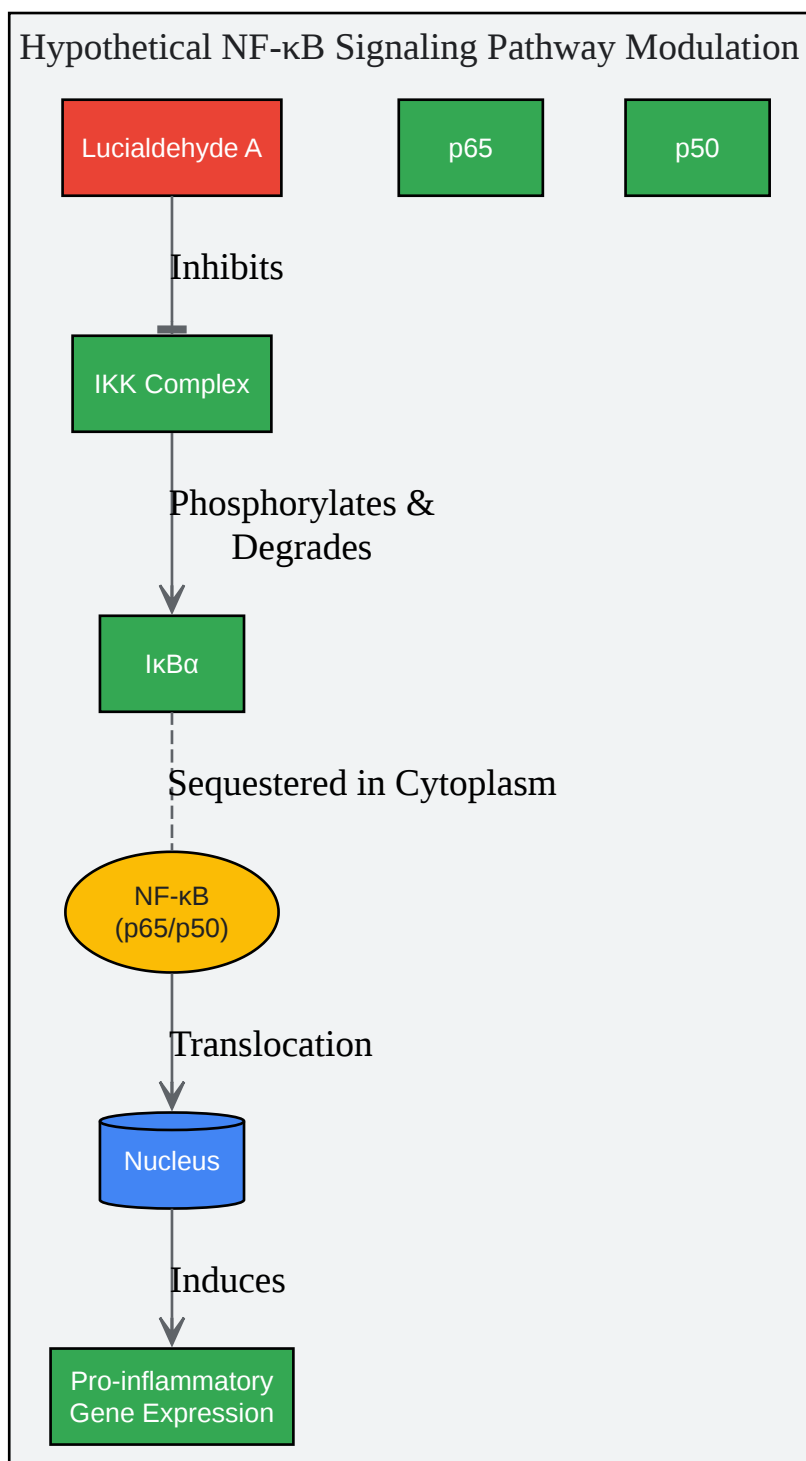 Hypothetical NF-κB Signaling Pathway Modulation
Lucialdehyde A
p65
p50
Inhibits
IKK Complex
Phosphorylates &
Degrades
IκBα
Sequestered in Cytoplasm
NF-κB
(p65/p50)
Translocation
Nucleus
Induces
Pro-inflammatory
Gene Expression